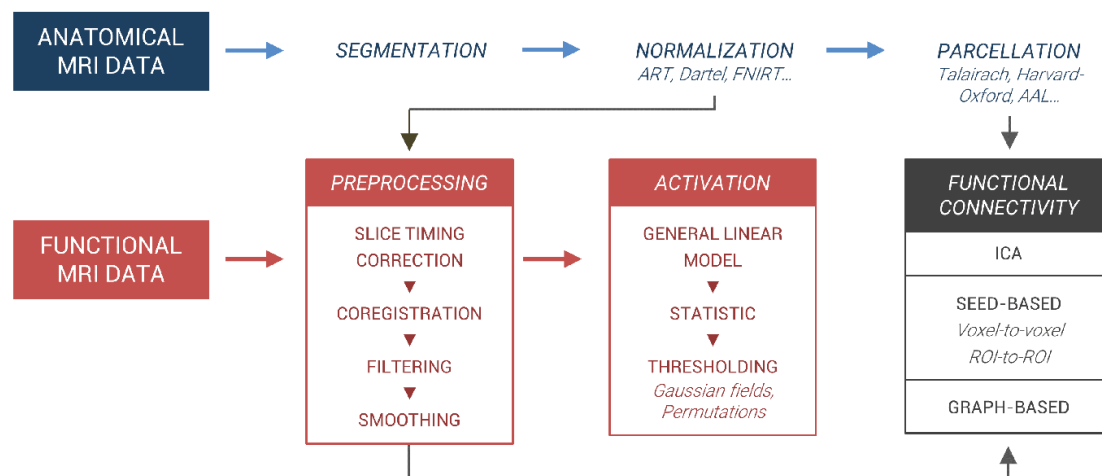 ANATOMICAL
MRI DATA
SEGMENTATION
NORMALIZATION
ART, Dartel, FNIRT...
PARCELLATION
Talairach, Harvard-
Oxford, AAL...
FUNCTIONAL
MRI DATA
PREPROCESSING
SLICE TIMING
CORRECTION
COREGISTRATION
FILTERING
SMOOTHING
ACTIVATION
GENERAL LINEAR
MODEL
STATISTIC
THRESHOLDING
Gaussian fields,
Permutations
FUNCTIONAL
CONNECTIVITY
ICA
SEED-BASED
Voxel-to-voxel
ROI-to-ROI
GRAPH-BASED